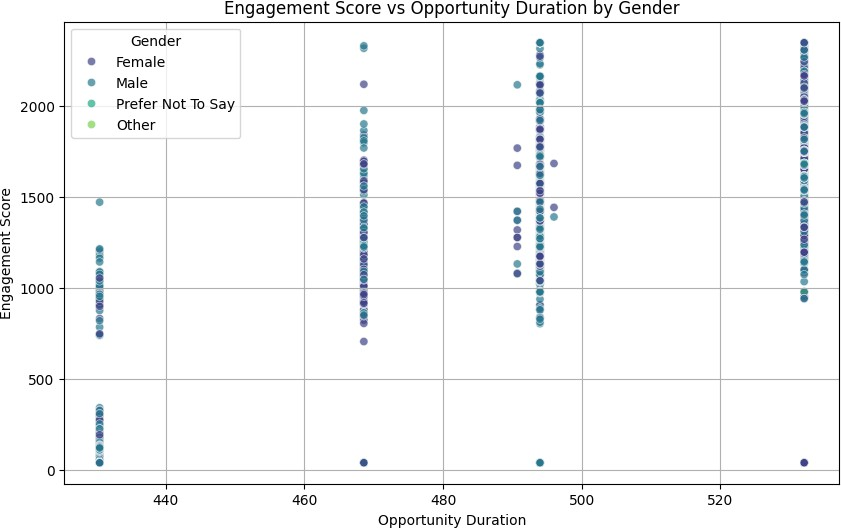 Engagement Score vs Opportunity Duration by Gender
Gender
Female
Male
Prefer Not To Say
Other
Engagement Score
2000
1500
1000
500
0
440
460
480
500
520
Opportunity Duration